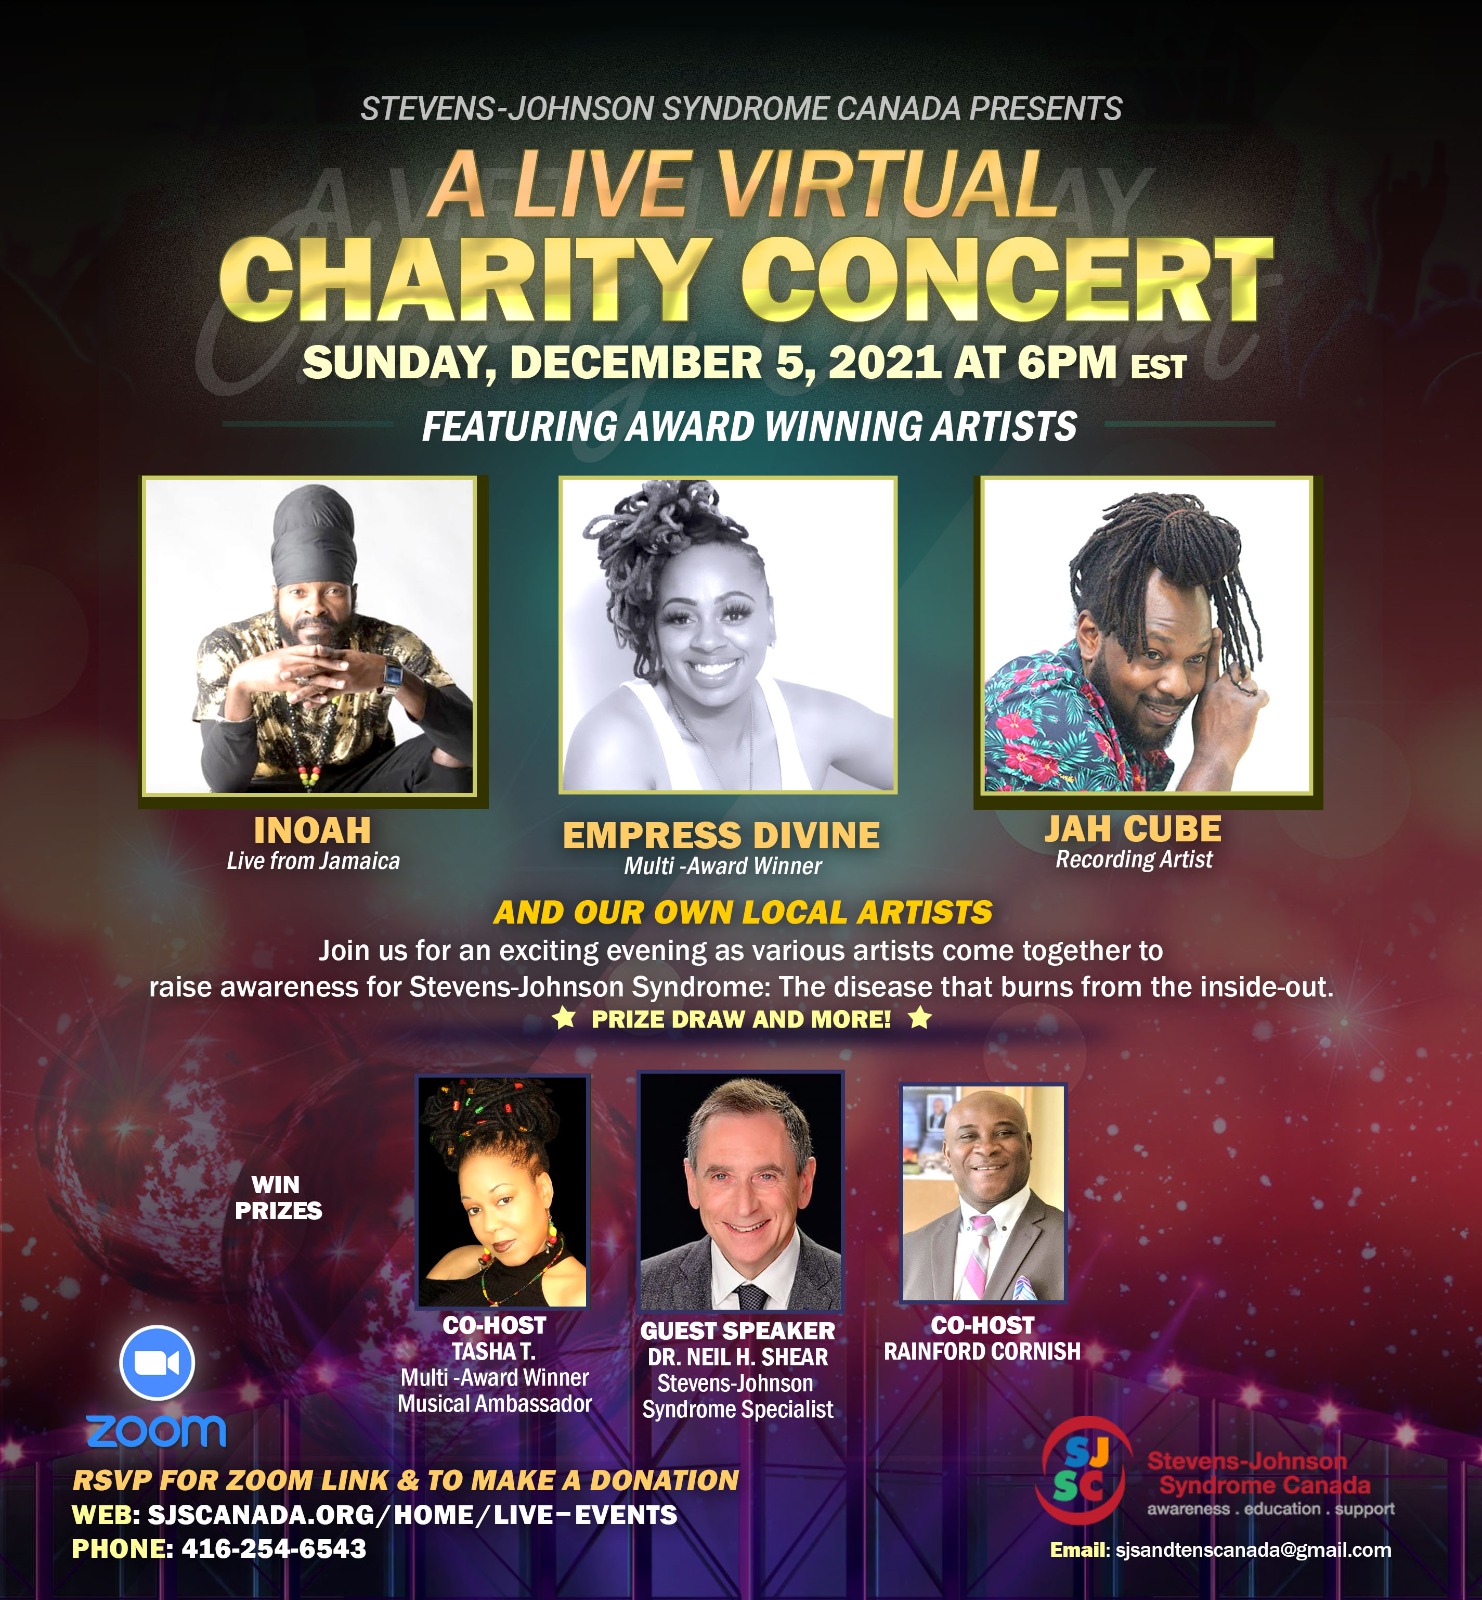 STEVENS-JOHNSON SYNDROME CANADA PRESENTS
A LIVE VIRTUAL
CHARITY CONCERT
SUNDAY, DECEMBER 5, 2021 AT 6PM EST
FEATURING AWARD WINNING ARTISTS
INOAH
Live from Jamaica
EMPRESS DIVINE
Multi -Award Winner
JAH CUBE
Recording Artist
AND OUR OWN LOCAL ARTISTS
Join us for an exciting evening as various artists come together to
raise awareness for Stevens-Johnson Syndrome: The disease that burns from the inside-out.
PRIZE DRAW AND MORE!
WIN
PRIZES
CO-HOST
TASHA T.
Multi -Award Winner
Musical Ambassador
GUEST SPEAKER
DR. NEIL H. SHEAR
Stevens-Johnson
Syndrome Specialist
CO-HOST
RAINFORD CORNISH
zoom
RSVP FOR ZOOM LINK & TO MAKE A DONATION
WEB: SJSCANADA.ORG/HOME/LIVE-EVENTS
PHONE: 416-254-6543
SJ
SC
Stevens-Johnson
Syndrome Canada
awareness . education . support
Email: sjsandtenscanada@gmail.com